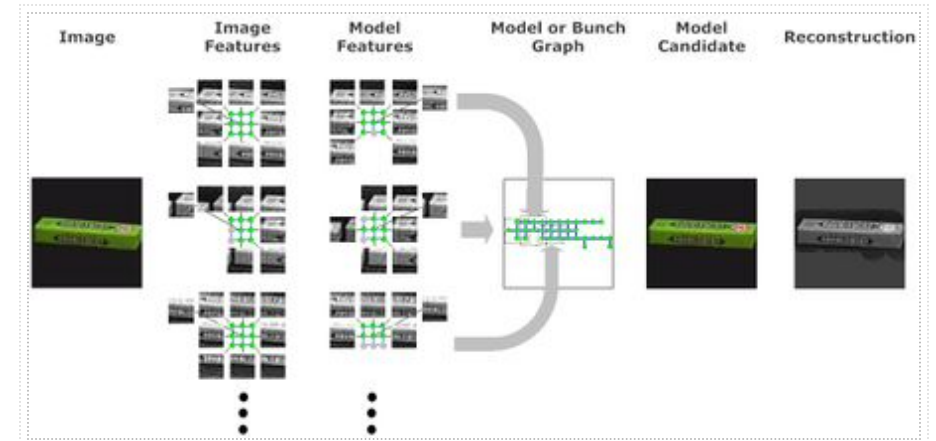 Image
Image
Features
Model
Features
Model or Bunch
Graph
Model
Candidate
Reconstruction